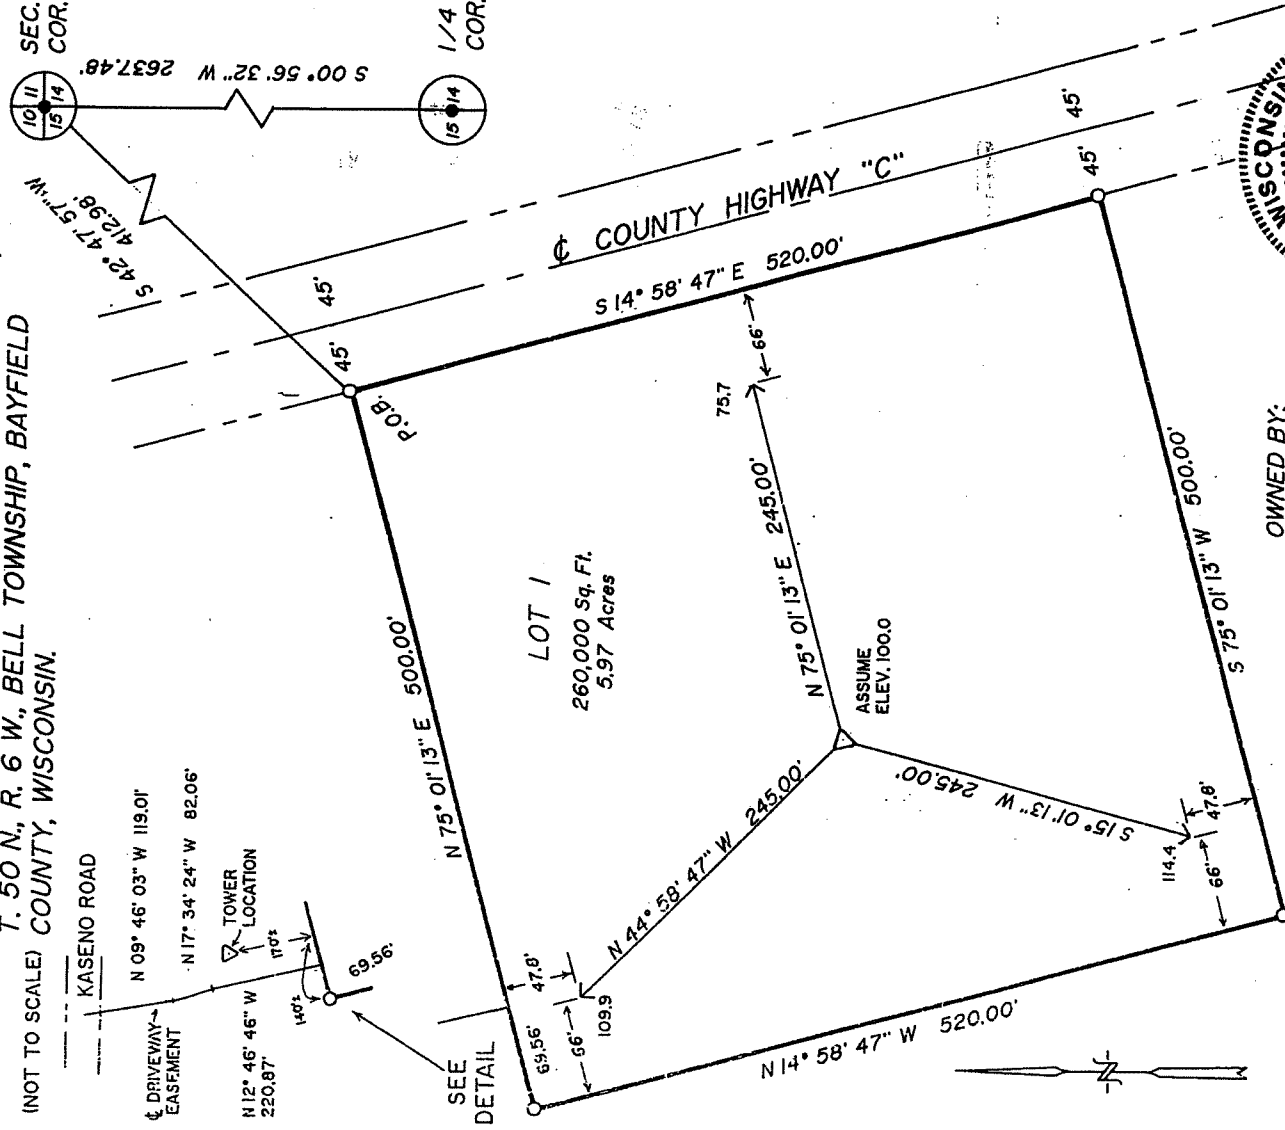 T. 50 N., R. 6 W., BELL TOWNSHIP, BAYFIELD
COUNTY, WISCONSIN.
(NOT TO SCALE)
KASENO ROAD
N 09° 46' 03" W 119.01'
N 17° 34' 24" W 82.06'
℄ DRIVEWAY
EASEMENT
TOWER
LOCATION
170'±
140'±
69.56'
N 12° 46' 46" W
220.87'
SEE
DETAIL
SEC.
COR.
10 11
15 14
S 00° 56' 32" W 2637.48'
1/4
COR.
15 14
S 42° 47' 57" W
412.98'
45'
45'
P.O.B.
℄ COUNTY HIGHWAY "C"
45'
45'
S 14° 58' 47" E 520.00'
N 75° 01' 13" E 500.00'
LOT 1
260,000 Sq. Ft.
5.97 Acres
66'
75.7
N 75° 01' 13" E 245.00'
ASSUME
ELEV. 100.0
N 44° 58' 47" W 245.00'
S 15° 01' 13" W 245.00'
69.56'
47.8'
66'
109.9
114.4
47.8'
66'
N 14° 58' 47" W 520.00'
S 75° 01' 13" W 500.00'
OWNED BY:
WISCONSIN